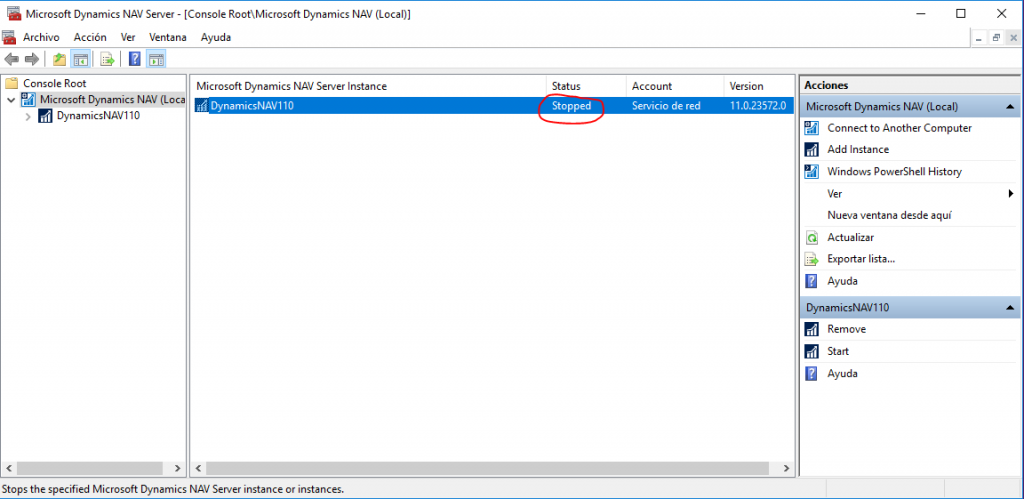 Microsoft Dynamics NAV Server - [Console Root\Microsoft Dynamics NAV (Local)]
Archivo Acción Ver Ventana Ayuda
Console Root
Microsoft Dynamics NAV (Loca
DynamicsNAV110
Microsoft Dynamics NAV Server Instance Status Account Version
DynamicsNAV110 Stopped Servicio de red 11.0.23572.0
Acciones
Microsoft Dynamics NAV (Local)
Connect to Another Computer
Add Instance
Windows PowerShell History
Ver
Nueva ventana desde aquí
Actualizar
Exportar lista...
Ayuda
DynamicsNAV110
Remove
Start
Ayuda
Stops the specified Microsoft Dynamics NAV Server instance or instances.